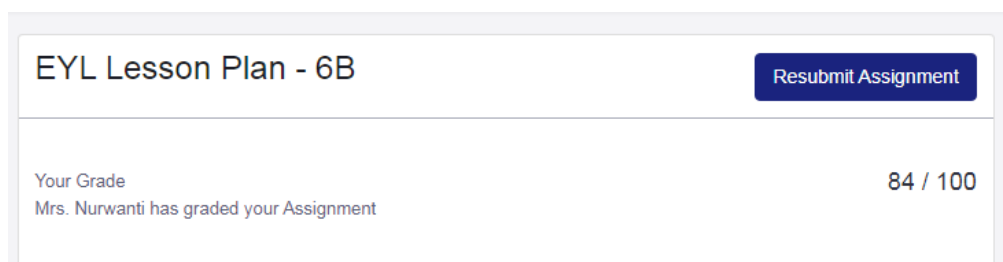 EYL Lesson Plan - 6B
Resubmit Assignment
Your Grade
84 / 100
Mrs. Nurwanti has graded your Assignment